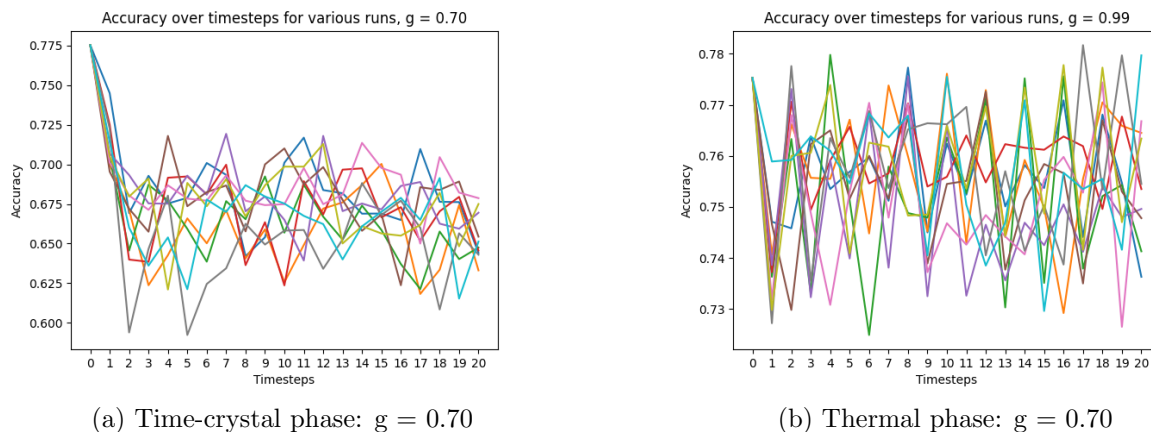 Accuracy over timesteps for various runs, g = 0.70
Accuracy
0.775
0.750
0.725
0.700
0.675
0.650
0.625
0.600
0 1 2 3 4 5 6 7 8 9 10 11 12 13 14 15 16 17 18 19 20
Timesteps
(a) Time-crystal phase: g = 0.70
Accuracy over timesteps for various runs, g = 0.99
Accuracy
0.78
0.77
0.76
0.75
0.74
0.73
0 1 2 3 4 5 6 7 8 9 10 11 12 13 14 15 16 17 18 19 20
Timesteps
(b) Thermal phase: g = 0.70